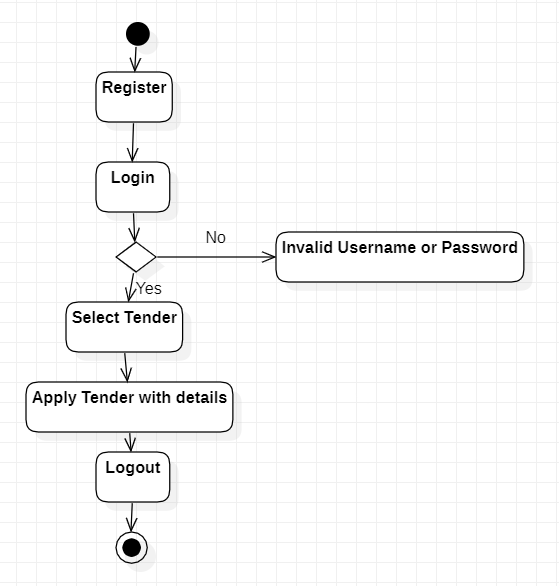 Register
Login
No
Invalid Username or Password
Yes
Select Tender
Apply Tender with details
Logout